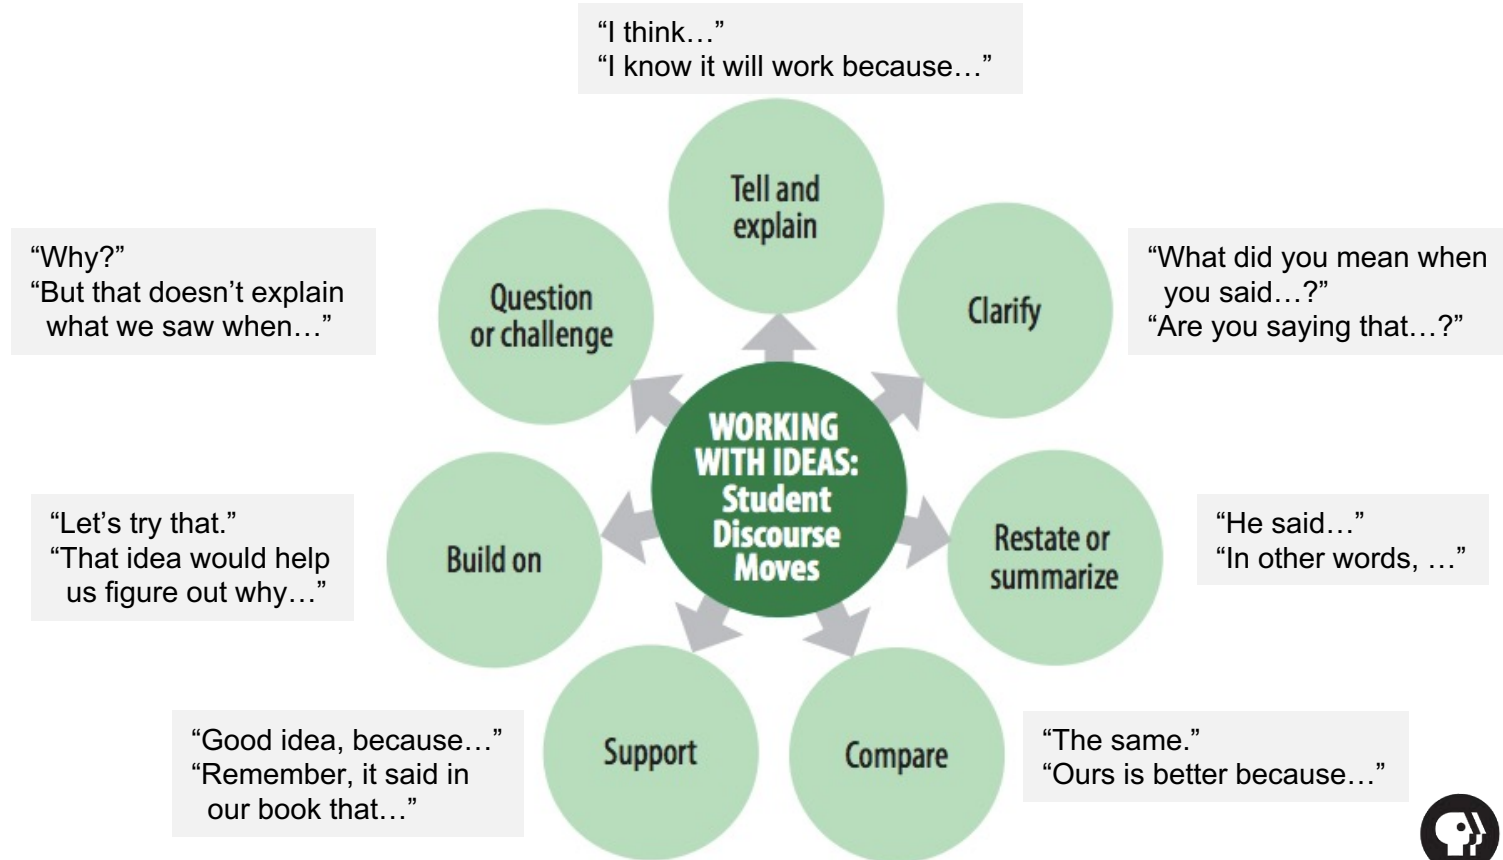 “I think…”
“I know it will work because…”
Tell and
explain
“Why?”
“But that doesn’t explain
what we saw when…”
Question
or challenge
Clarify
“What did you mean when
you said…?”
“Are you saying that…?”
WORKING
WITH IDEAS:
Student
Discourse
Moves
“Let’s try that.”
“That idea would help
us figure out why…”
Build on
Restate or
summarize
“He said…”
“In other words, …”
“Good idea, because…”
“Remember, it said in
our book that…”
Support
Compare
“The same.”
“Ours is better because…”